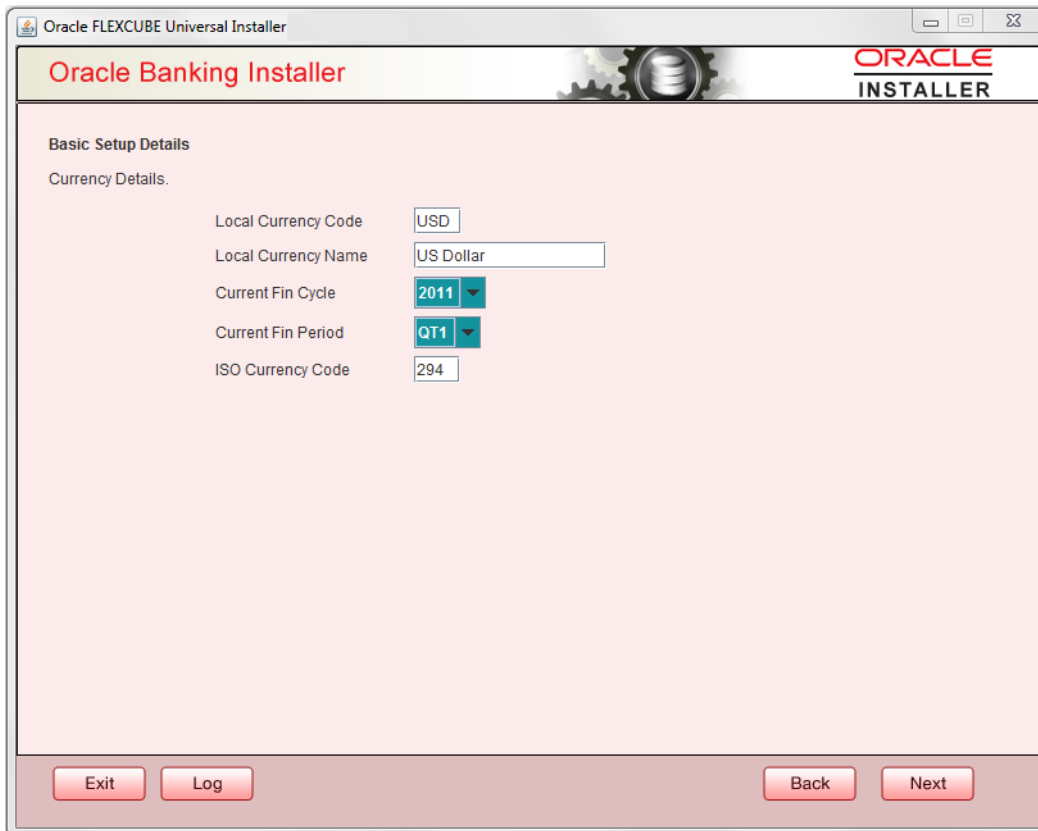 Oracle FLEXCUBE Universal Installer
Oracle Banking Installer
ORACLE
INSTALLER
Basic Setup Details
Currency Details.
Local Currency Code USD
Local Currency Name US Dollar
Current Fin Cycle 2011
Current Fin Period QT1
ISO Currency Code 294
Exit Log Back Next